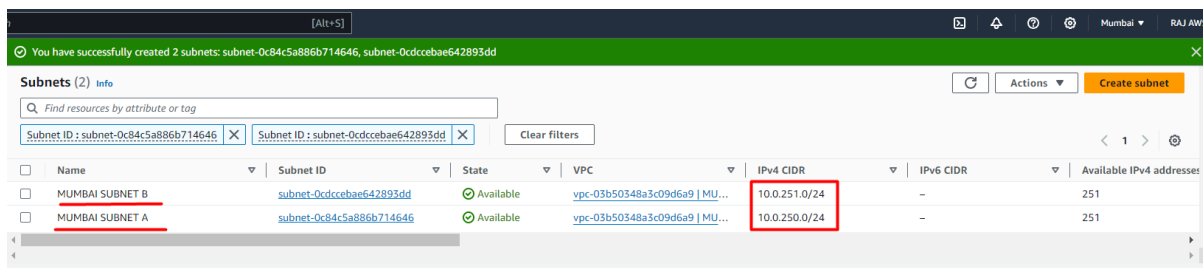 [Alt+S] Mumbai ▼ RAJ AW
You have successfully created 2 subnets: subnet-0c84c5a886b714646, subnet-0cdccebae642893dd
Subnets (2) Info
Actions ▼ Create subnet
Find resources by attribute or tag
Subnet ID : subnet-0c84c5a886b714646 Subnet ID : subnet-0cdccebae642893dd Clear filters
1
Name Subnet ID State VPC IPv4 CIDR IPv6 CIDR Available IPv4 addresses
MUMBAI SUBNET B subnet-0cdccebae642893dd Available vpc-03b50348a3c09d6a9 | MU... 10.0.251.0/24 – 251
MUMBAI SUBNET A subnet-0c84c5a886b714646 Available vpc-03b50348a3c09d6a9 | MU... 10.0.250.0/24 – 251